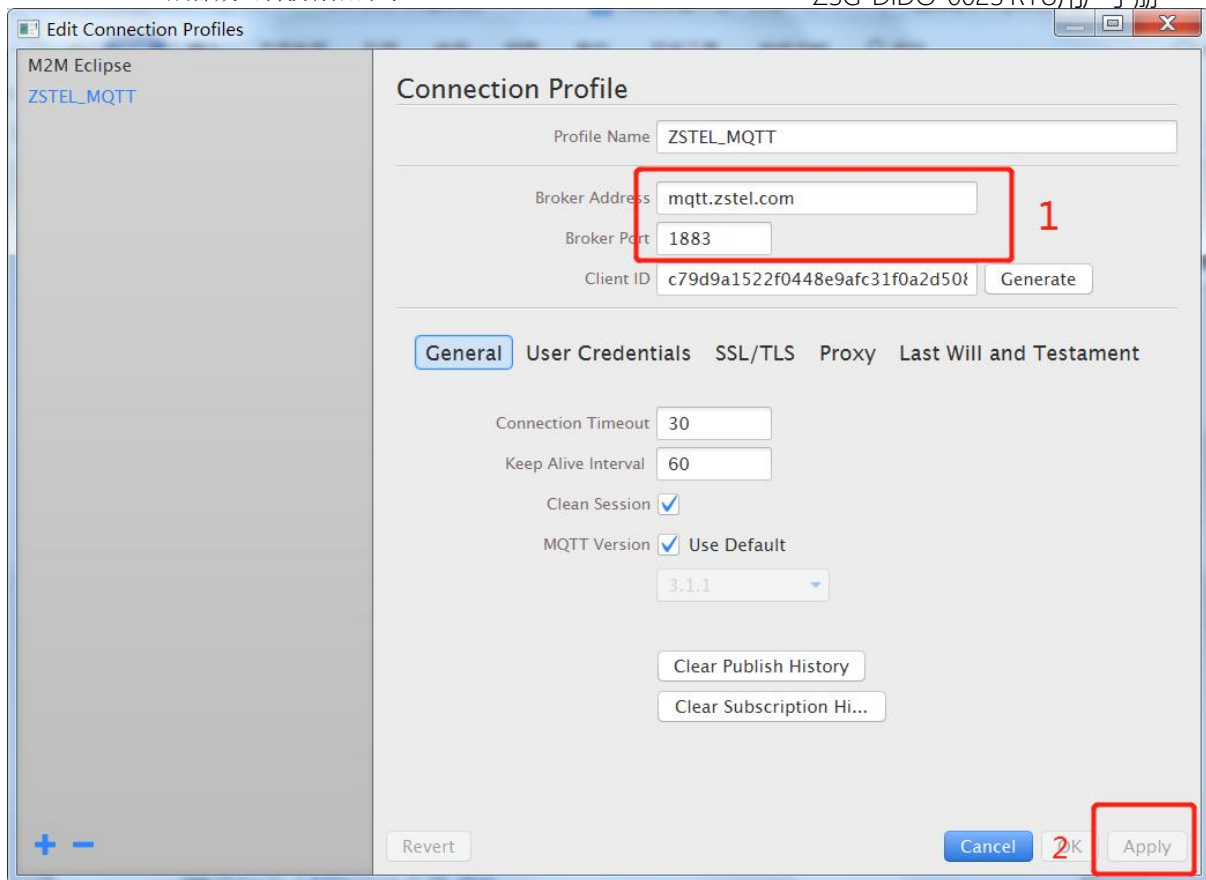 Edit Connection Profiles
M2M Eclipse
ZSTEL_MQTT
Connection Profile
Profile Name ZSTEL_MQTT
Broker Address mqtt.zstel.com
1
Broker Port 1883
Client ID c79d9a1522f0448e9afc31f0a2d508 Generate
General User Credentials SSL/TLS Proxy Last Will and Testament
Connection Timeout 30
Keep Alive Interval 60
Clean Session
MQTT Version Use Default
3.1.1
Clear Publish History
Clear Subscription Hi...
Revert Cancel 2 OK Apply